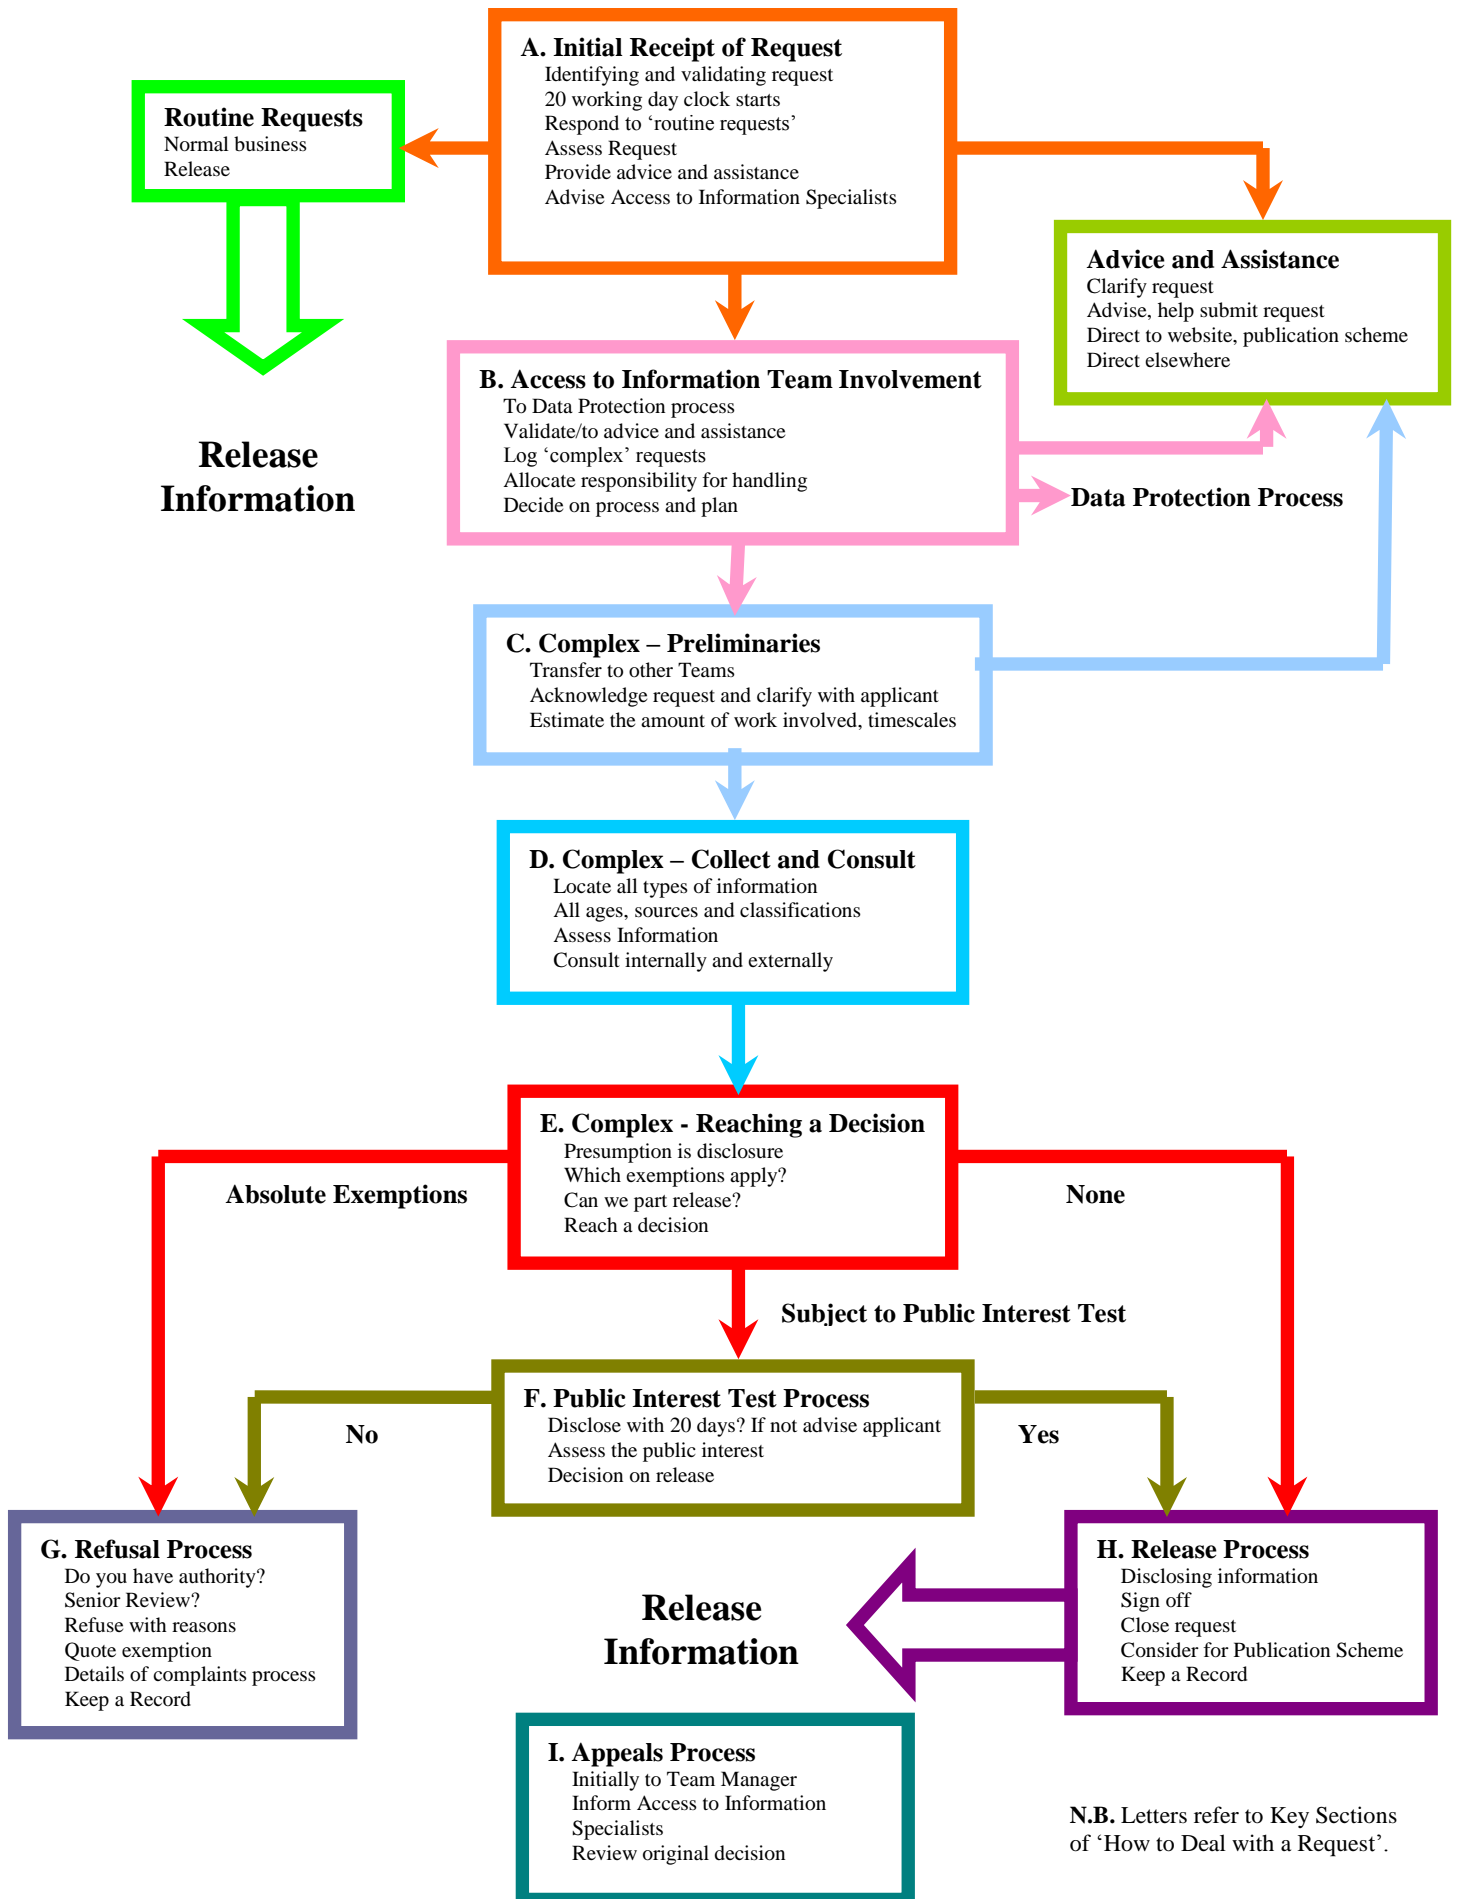 A. Initial Receipt of Request
Identifying and validating request
20 working day clock starts
Respond to ‘routine requests’
Assess Request
Provide advice and assistance
Advise Access to Information Specialists
Routine Requests
Normal business
Release
Advice and Assistance
Clarify request
Advise, help submit request
Direct to website, publication scheme
Direct elsewhere
B. Access to Information Team Involvement
To Data Protection process
Validate/to advice and assistance
Log ‘complex’ requests
Allocate responsibility for handling
Decide on process and plan
Release
Information
Data Protection Process
C. Complex – Preliminaries
Transfer to other Teams
Acknowledge request and clarify with applicant
Estimate the amount of work involved, timescales
D. Complex – Collect and Consult
Locate all types of information
All ages, sources and classifications
Assess Information
Consult internally and externally
E. Complex - Reaching a Decision
Presumption is disclosure
Which exemptions apply?
Can we part release?
Reach a decision
Absolute Exemptions
None
Subject to Public Interest Test
F. Public Interest Test Process
Disclose with 20 days? If not advise applicant
Assess the public interest
Decision on release
No
Yes
G. Refusal Process
Do you have authority?
Senior Review?
Refuse with reasons
Quote exemption
Details of complaints process
Keep a Record
Release
Information
H. Release Process
Disclosing information
Sign off
Close request
Consider for Publication Scheme
Keep a Record
I. Appeals Process
Initially to Team Manager
Inform Access to Information
Specialists
Review original decision
N.B. Letters refer to Key Sections
of ‘How to Deal with a Request’.